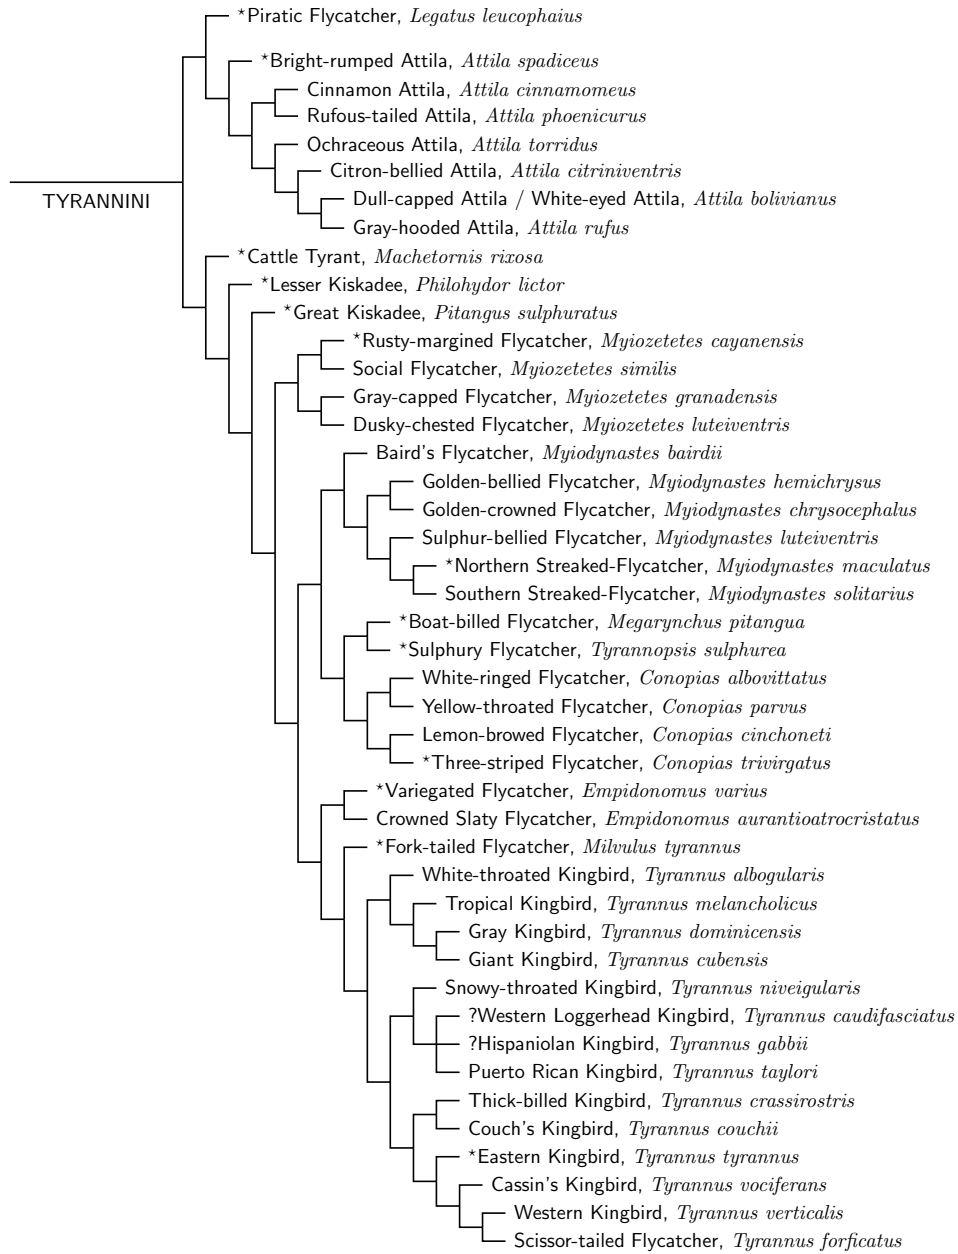 *Piratic Flycatcher, Legatus leucophaius
*Bright-rumped Attila, Attila spadiceus
Cinnamon Attila, Attila cinnamomeus
Rufous-tailed Attila, Attila phoenicurus
Ochraceous Attila, Attila torridus
Citron-bellied Attila, Attila citriniventris
TYRANNINI
Dull-capped Attila / White-eyed Attila, Attila bolivianus
Gray-hooded Attila, Attila rufus
*Cattle Tyrant, Machetornis rixosa
*Lesser Kiskadee, Philohydor lictor
*Great Kiskadee, Pitangus sulphuratus
*Rusty-margined Flycatcher, Myiozetetes cayanensis
Social Flycatcher, Myiozetetes similis
Gray-capped Flycatcher, Myiozetetes granadensis
Dusky-chested Flycatcher, Myiozetetes luteiventris
Baird's Flycatcher, Myiodynastes bairdii
Golden-bellied Flycatcher, Myiodynastes hemichrysus
Golden-crowned Flycatcher, Myiodynastes chrysocephalus
Sulphur-bellied Flycatcher, Myiodynastes luteiventris
*Northern Streaked-Flycatcher, Myiodynastes maculatus
Southern Streaked-Flycatcher, Myiodynastes solitarius
*Boat-billed Flycatcher, Megarynchus pitangua
*Sulphury Flycatcher, Tyrannopsis sulphurea
White-ringed Flycatcher, Conopias albovittatus
Yellow-throated Flycatcher, Conopias parvus
Lemon-browed Flycatcher, Conopias cinchoneti
*Three-striped Flycatcher, Conopias trivirgatus
*Variegated Flycatcher, Empidonomus varius
Crowned Slaty Flycatcher, Empidonomus aurantioatrocristatus
*Fork-tailed Flycatcher, Milvulus tyrannus
White-throated Kingbird, Tyrannus albogularis
Tropical Kingbird, Tyrannus melancholicus
Gray Kingbird, Tyrannus dominicensis
Giant Kingbird, Tyrannus cubensis
Snowy-throated Kingbird, Tyrannus niveigularis
?Western Loggerhead Kingbird, Tyrannus caudifasciatus
?Hispaniolan Kingbird, Tyrannus gabbii
Puerto Rican Kingbird, Tyrannus taylori
Thick-billed Kingbird, Tyrannus crassirostris
Couch's Kingbird, Tyrannus couchii
*Eastern Kingbird, Tyrannus tyrannus
Cassin's Kingbird, Tyrannus vociferans
Western Kingbird, Tyrannus verticalis
Scissor-tailed Flycatcher, Tyrannus forficatus